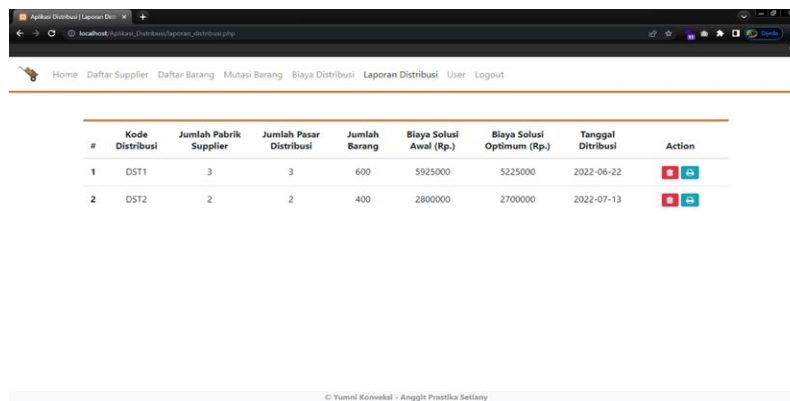 Aplikasi Distribusi | Laporan Dist
localhost/Aplikasi_Distribusi/laporan_distribusi.php
Home Daftar Supplier Daftar Barang Mutasi Barang Biaya Distribusi Laporan Distribusi User Logout
# Kode Distribusi Jumlah Pabrik Supplier Jumlah Pasar Distribusi Jumlah Barang Biaya Solusi Awal (Rp.) Biaya Solusi Optimum (Rp.) Tanggal Ditribusi Action
1 DST1 3 3 600 5925000 5225000 2022-06-22
2 DST2 2 2 400 2800000 2700000 2022-07-13
© Yumni Konveksi - Anggit Prastika Setiany